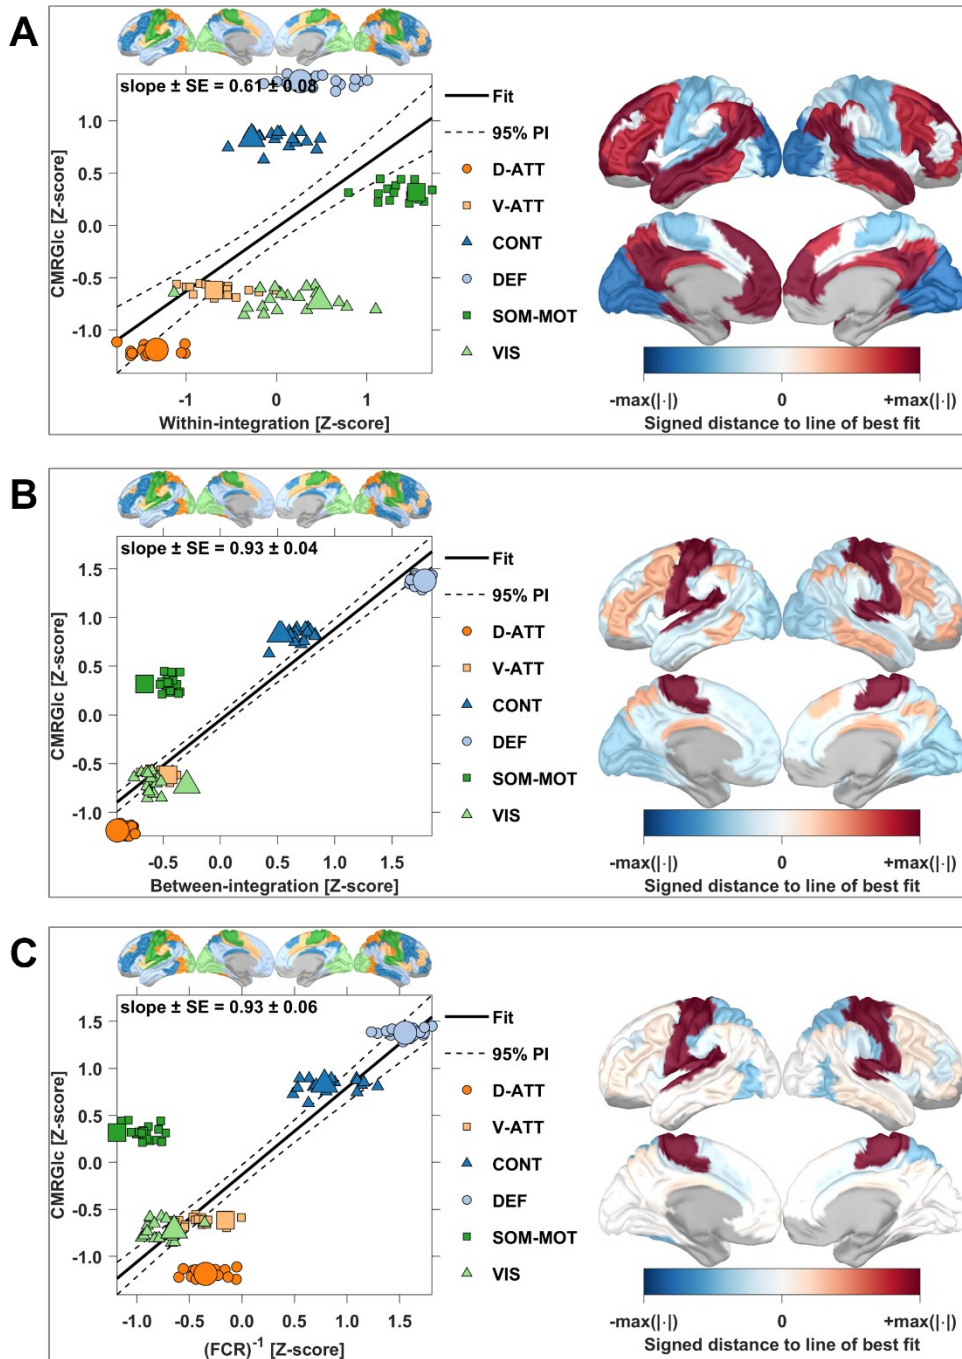 A
slope ± SE = 0.61 ± 0.08
CMRGlc [Z-score]
1.0
0.5
0.0
-0.5
-1.0
-1
0
1
Within-integration [Z-score]
Fit
95% PI
D-ATT
V-ATT
CONT
DEF
SOM-MOT
VIS
-max(|·|)
0
+max(|·|)
Signed distance to line of best fit
B
slope ± SE = 0.93 ± 0.04
CMRGlc [Z-score]
1.5
1.0
0.5
0.0
-0.5
-1.0
-0.5
0.0
0.5
1.0
1.5
Between-integration [Z-score]
Fit
95% PI
D-ATT
V-ATT
CONT
DEF
SOM-MOT
VIS
-max(|·|)
0
+max(|·|)
Signed distance to line of best fit
C
slope ± SE = 0.93 ± 0.06
CMRGlc [Z-score]
1.5
1.0
0.5
0.0
-0.5
-1.0
-1.0
-0.5
0.0
0.5
1.0
1.5
(FCR)⁻¹ [Z-score]
Fit
95% PI
D-ATT
V-ATT
CONT
DEF
SOM-MOT
VIS
-max(|·|)
0
+max(|·|)
Signed distance to line of best fit